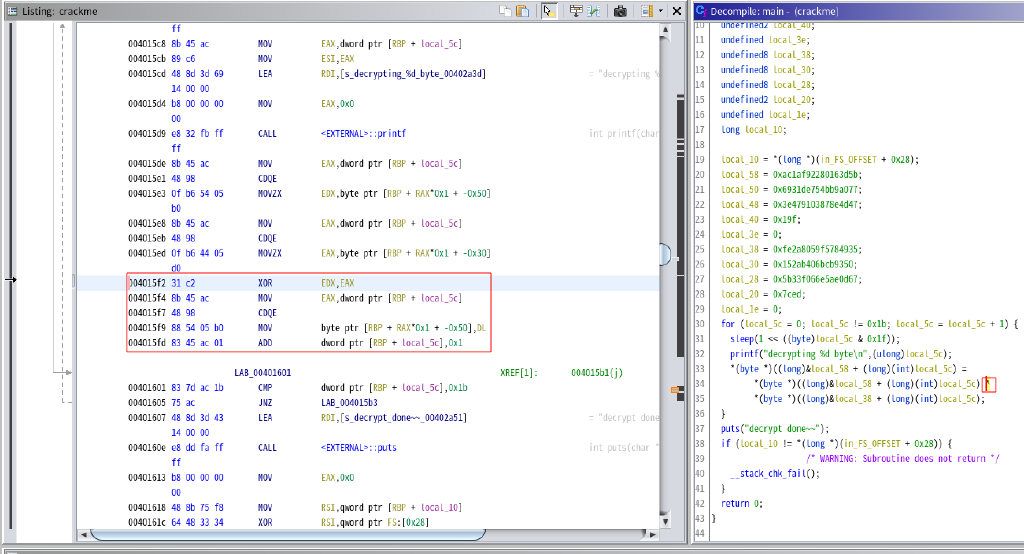 Listing: crackme
ff
004015c8 8b 45 ac MOV EAX,dword ptr [RBP + local_5c]
004015cb 89 c6 MOV ESI,EAX
004015cd 48 8d 3d 69 LEA RDI,[s_decrypting_%d_byte_00402a3d] = "decrypting %
14 00 00
004015d4 b8 00 00 00 MOV EAX,0x0
00
004015d9 e8 32 fb ff CALL <EXTERNAL>::printf int printf(char
ff
004015de 8b 45 ac MOV EAX,dword ptr [RBP + local_5c]
004015e1 48 98 CDQE
004015e3 0f b6 54 05 MOVZX EDX,byte ptr [RBP + RAX*0x1 + -0x50]
b0
004015e8 8b 45 ac MOV EAX,dword ptr [RBP + local_5c]
004015eb 48 98 CDQE
004015ed 0f b6 44 05 MOVZX EAX,byte ptr [RBP + RAX*0x1 + -0x30]
d0
004015f2 31 c2 XOR EDX,EAX
004015f4 8b 45 ac MOV EAX,dword ptr [RBP + local_5c]
004015f7 48 98 CDQE
004015f9 88 54 05 b0 MOV byte ptr [RBP + RAX*0x1 + -0x50],DL
004015fd 83 45 ac 01 ADD dword ptr [RBP + local_5c],0x1
LAB_00401601 XREF[1]: 004015b1(j)
00401601 83 7d ac 1b CMP dword ptr [RBP + local_5c],0x1b
00401605 75 ac JNZ LAB_004015b3
00401607 48 8d 3d 43 LEA RDI,[s_decrypt_done~~_00402a51] = "decrypt done
14 00 00
0040160e e8 dd fa ff CALL <EXTERNAL>::puts int puts(char *
ff
00401613 b8 00 00 00 MOV EAX,0x0
00
00401618 48 8b 75 f8 MOV RSI,qword ptr [RBP + local_10]
0040161c 64 48 33 34 XOR RSI,qword ptr FS:[0x28]
Decompile: main - (crackme)
10 undefined2 local_40;
11 undefined local_3e;
12 undefined8 local_38;
13 undefined8 local_30;
14 undefined8 local_28;
15 undefined2 local_20;
16 undefined local_1e;
17 long local_10;
18
19 local_10 = *(long *)(in_FS_OFFSET + 0x28);
20 local_58 = 0xac1af92280163d5b;
21 local_50 = 0x6931de754bb9a077;
22 local_48 = 0x3e479103878e4d47;
23 local_40 = 0x19f;
24 local_3e = 0;
25 local_38 = 0xfe2a8059f5784935;
26 local_30 = 0x152ab406bcb9350;
27 local_28 = 0x5b33f066e5ae0d67;
28 local_20 = 0x7ced;
29 local_1e = 0;
30 for (local_5c = 0; local_5c != 0x1b; local_5c = local_5c + 1) {
31 sleep(1 << ((byte)local_5c & 0x1f));
32 printf("decrypting %d byte\n",(ulong)local_5c);
33 *(byte *)((long)&local_58 + (long)(int)local_5c) =
34 *(byte *)((long)&local_58 + (long)(int)local_5c) ^
35 *(byte *)((long)&local_38 + (long)(int)local_5c);
36 }
37 puts("decrypt done~~");
38 if (local_10 != *(long *)(in_FS_OFFSET + 0x28)) {
39 /* WARNING: Subroutine does not return */
40 __stack_chk_fail();
41 }
42 return 0;
43 }
44